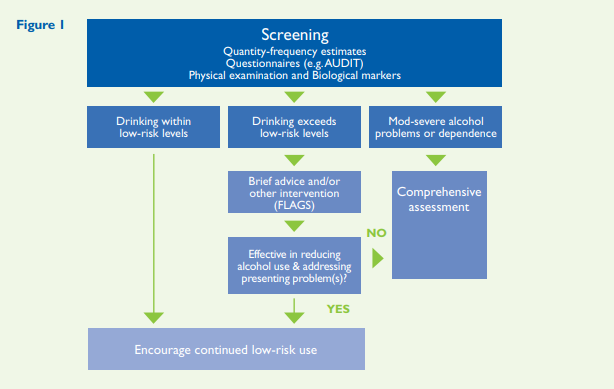 Figure 1
Screening
Quantity-frequency estimates
Questionnaires (e.g. AUDIT)
Physical examination and Biological markers
Drinking within
low-risk levels
Drinking exceeds
low-risk levels
Mod-severe alcohol
problems or dependence
Brief advice and/or
other intervention
(FLAGS)
Comprehensive
assessment
NO
Effective in reducing
alcohol use & addressing
presenting problem(s)?
YES
Encourage continued low-risk use